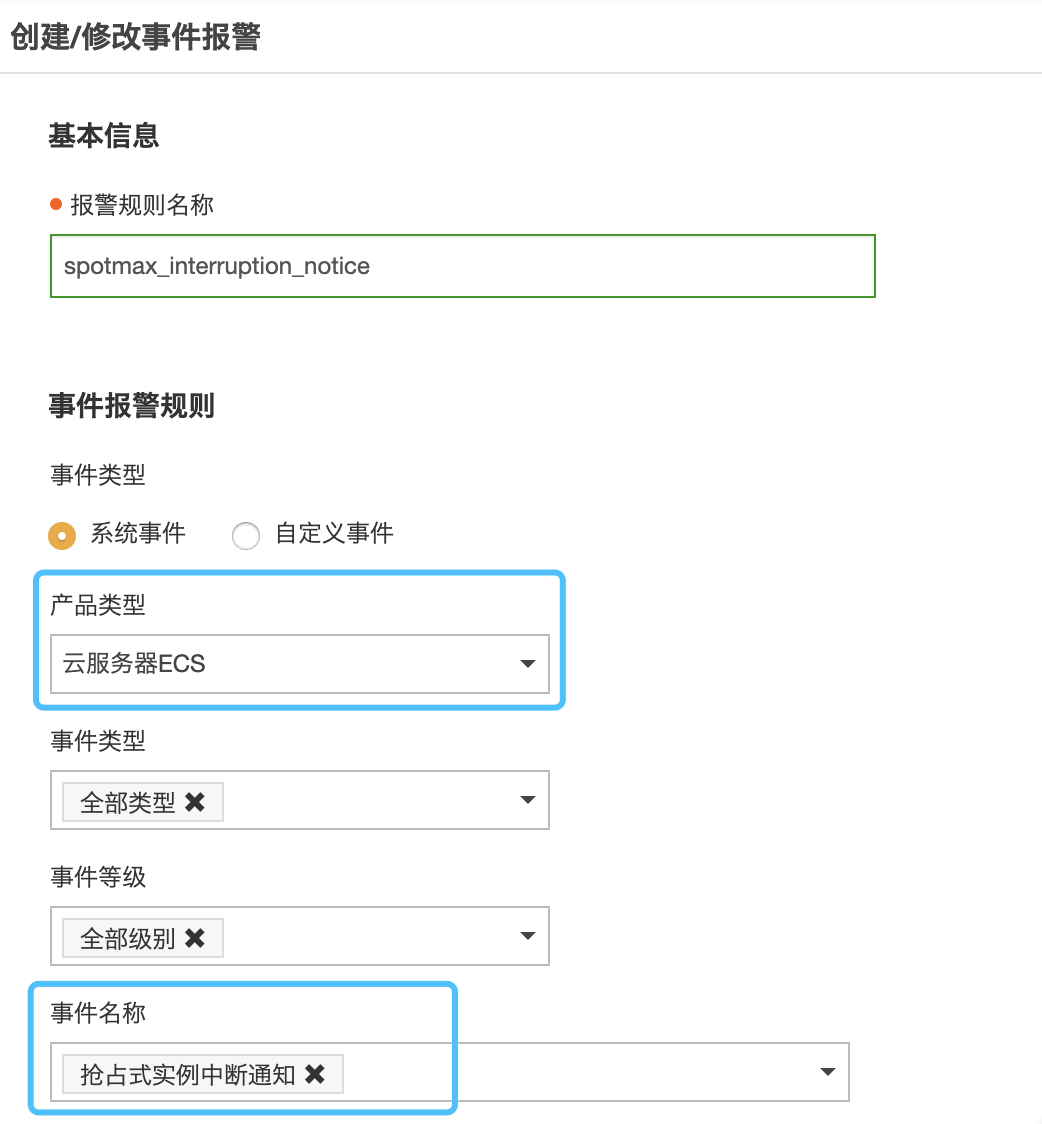 创建/修改事件报警
基本信息
报警规则名称
spotmax_interruption_notice
事件报警规则
事件类型
系统事件 自定义事件
产品类型
云服务器ECS
事件类型
全部类型 ✖
事件等级
全部级别 ✖
事件名称
抢占式实例中断通知 ✖